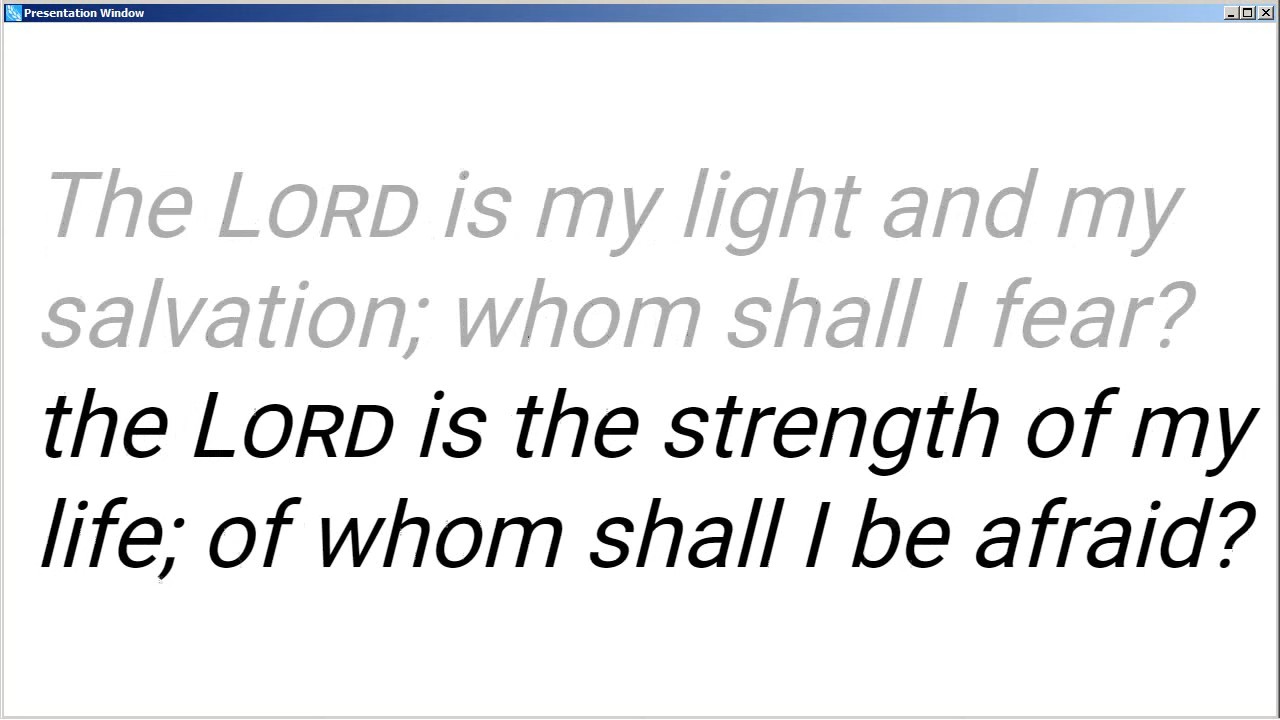 Presentation Window
The LORD is my light and my
salvation; whom shall I fear?
the LORD is the strength of my
life; of whom shall I be afraid?